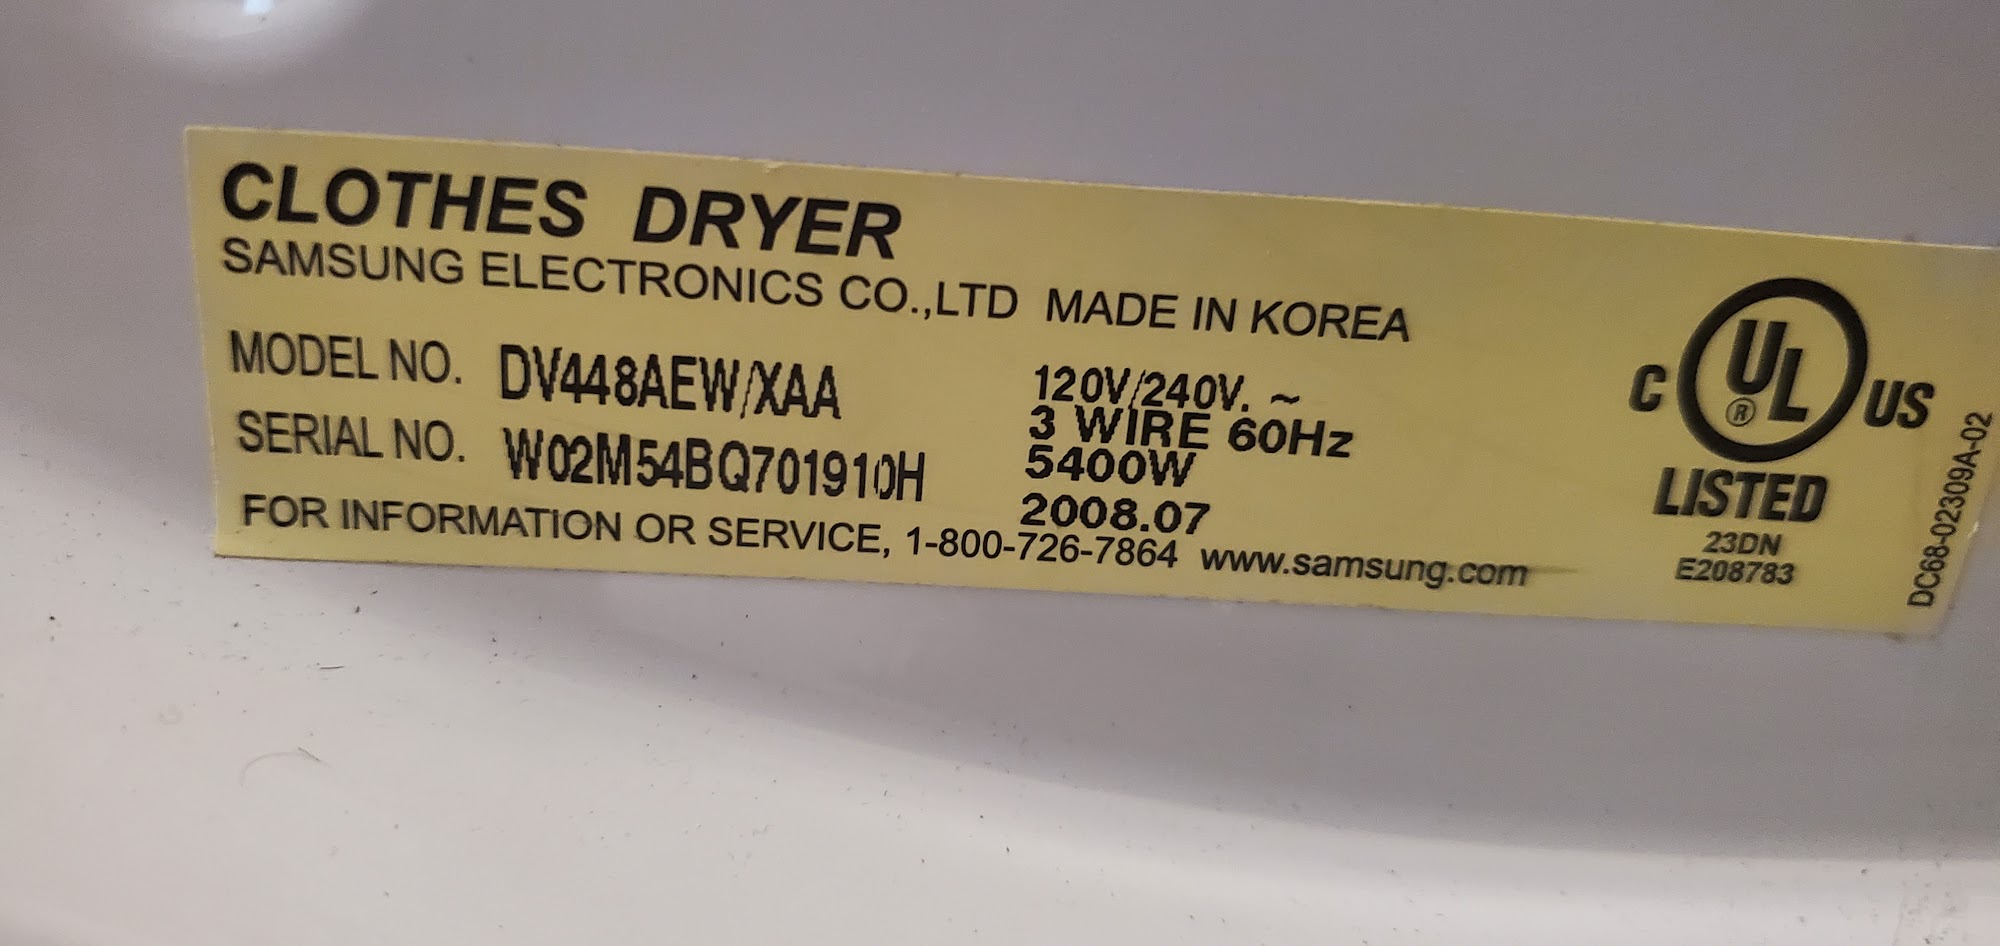 CLOTHES DRYER
SAMSUNG ELECTRONICS CO.,LTD MADE IN KOREA
MODEL NO. DV448AEW/XAA
SERIAL NO. W02M54BQ701910H
120V/240V. ~
3 WIRE 60Hz
5400W
2008.07
FOR INFORMATION OR SERVICE, 1-800-726-7864 www.samsung.com
C UL ® US
LISTED
23DN
E208783
DC68-02309A-02